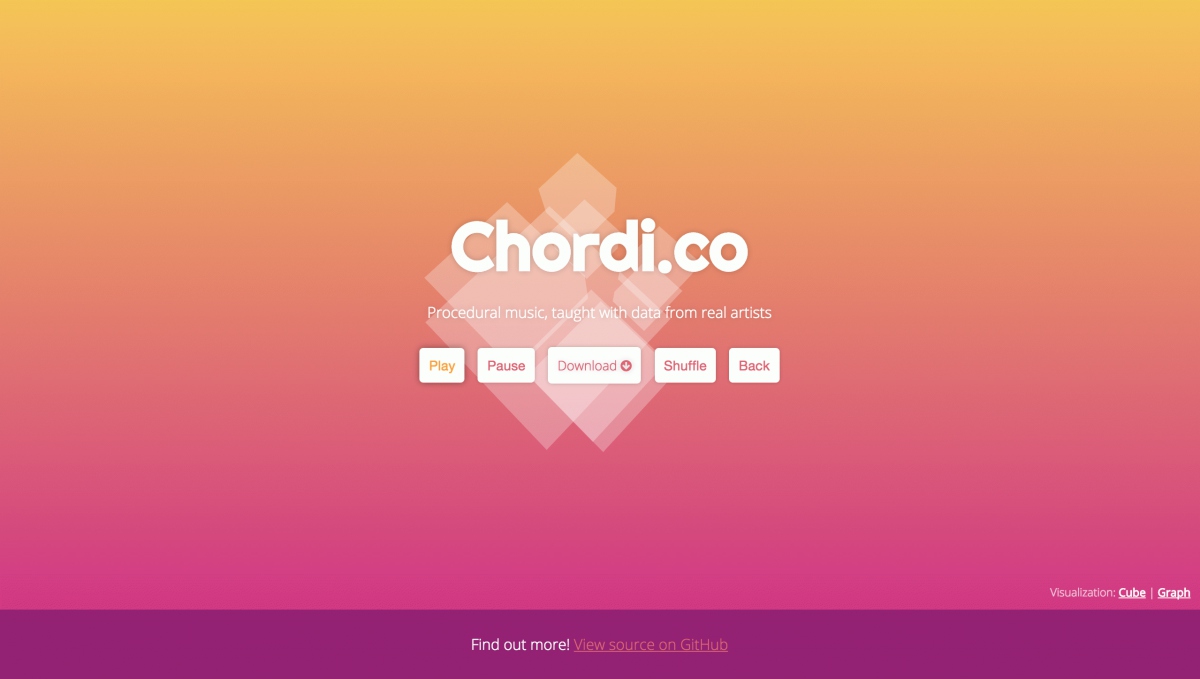 Chordi.co
Procedural music, taught with data from real artists
Play Pause Download Shuffle Back
Visualization: Cube | Graph
Find out more! View source on GitHub